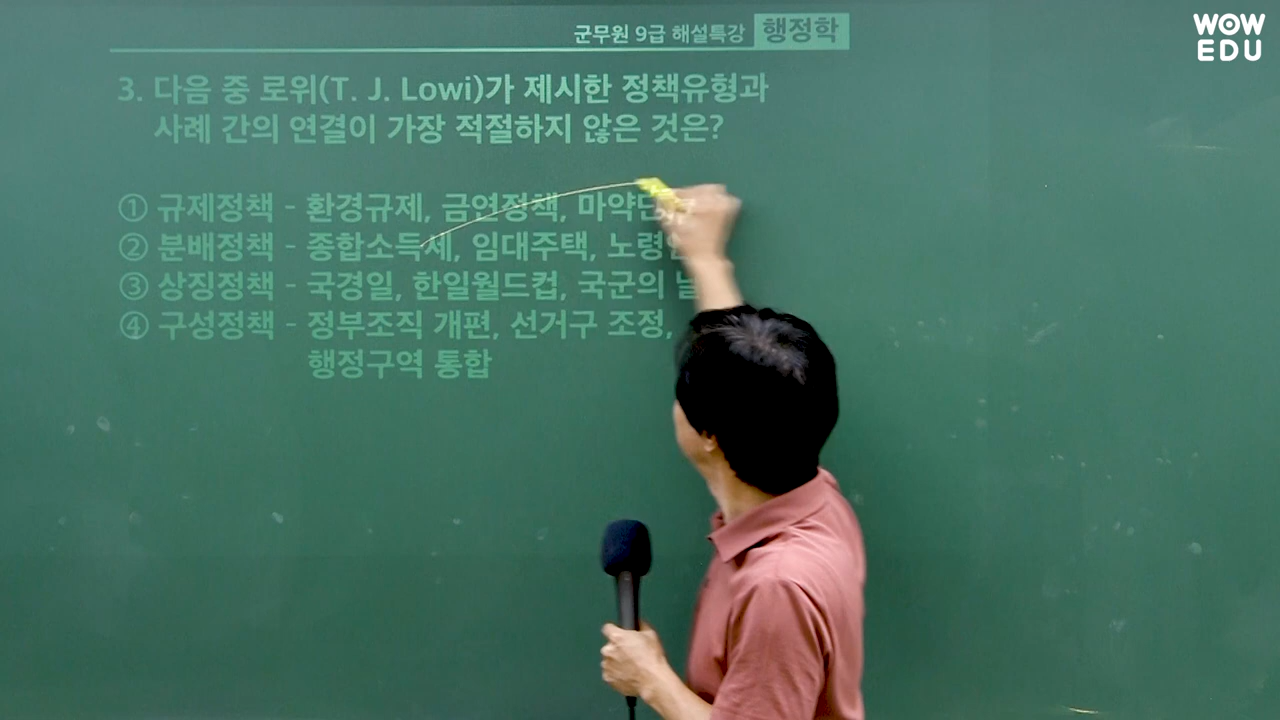 군무원 9급 해설특강 행정학
WOW
EDU
3. 다음 중 로위(T. J. Lowi)가 제시한 정책유형과
사례 간의 연결이 가장 적절하지 않은 것은?
① 규제정책 - 환경규제, 금연정책,
② 분배정책 - 종합소득세, 임대주택,
③ 상징정책 - 국경일, 한일월드컵, 국군의
④ 구성정책 - 정부조직 개편, 선거구 조정,
행정구역 통합